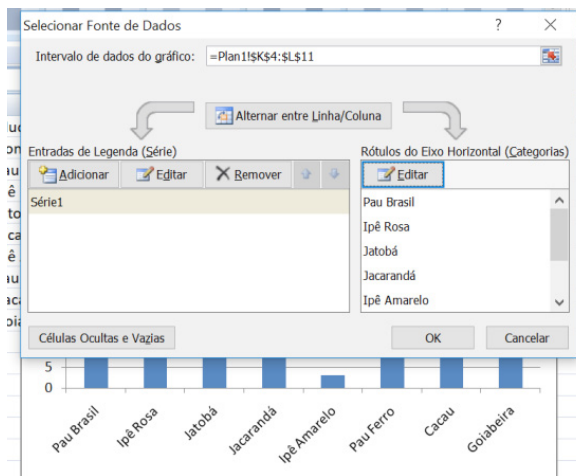 Selecionar Fonte de Dados ?
Intervalo de dados do gráfico: =Plan1!$K$4:$L$11
Alternar entre Linha/Coluna
Entradas de Legenda (Série)
Adicionar Editar Remover
Série1
Rótulos do Eixo Horizontal (Categorias)
Editar
Pau Brasil
Ipê Rosa
Jatobá
Jacarandá
Ipê Amarelo
Células Ocultas e Vazias OK Cancelar
5
0
Pau Brasil
Ipê Rosa
Jatobá
Jacarandá
Ipê Amarelo
Pau Ferro
Cacau
Goiabeira